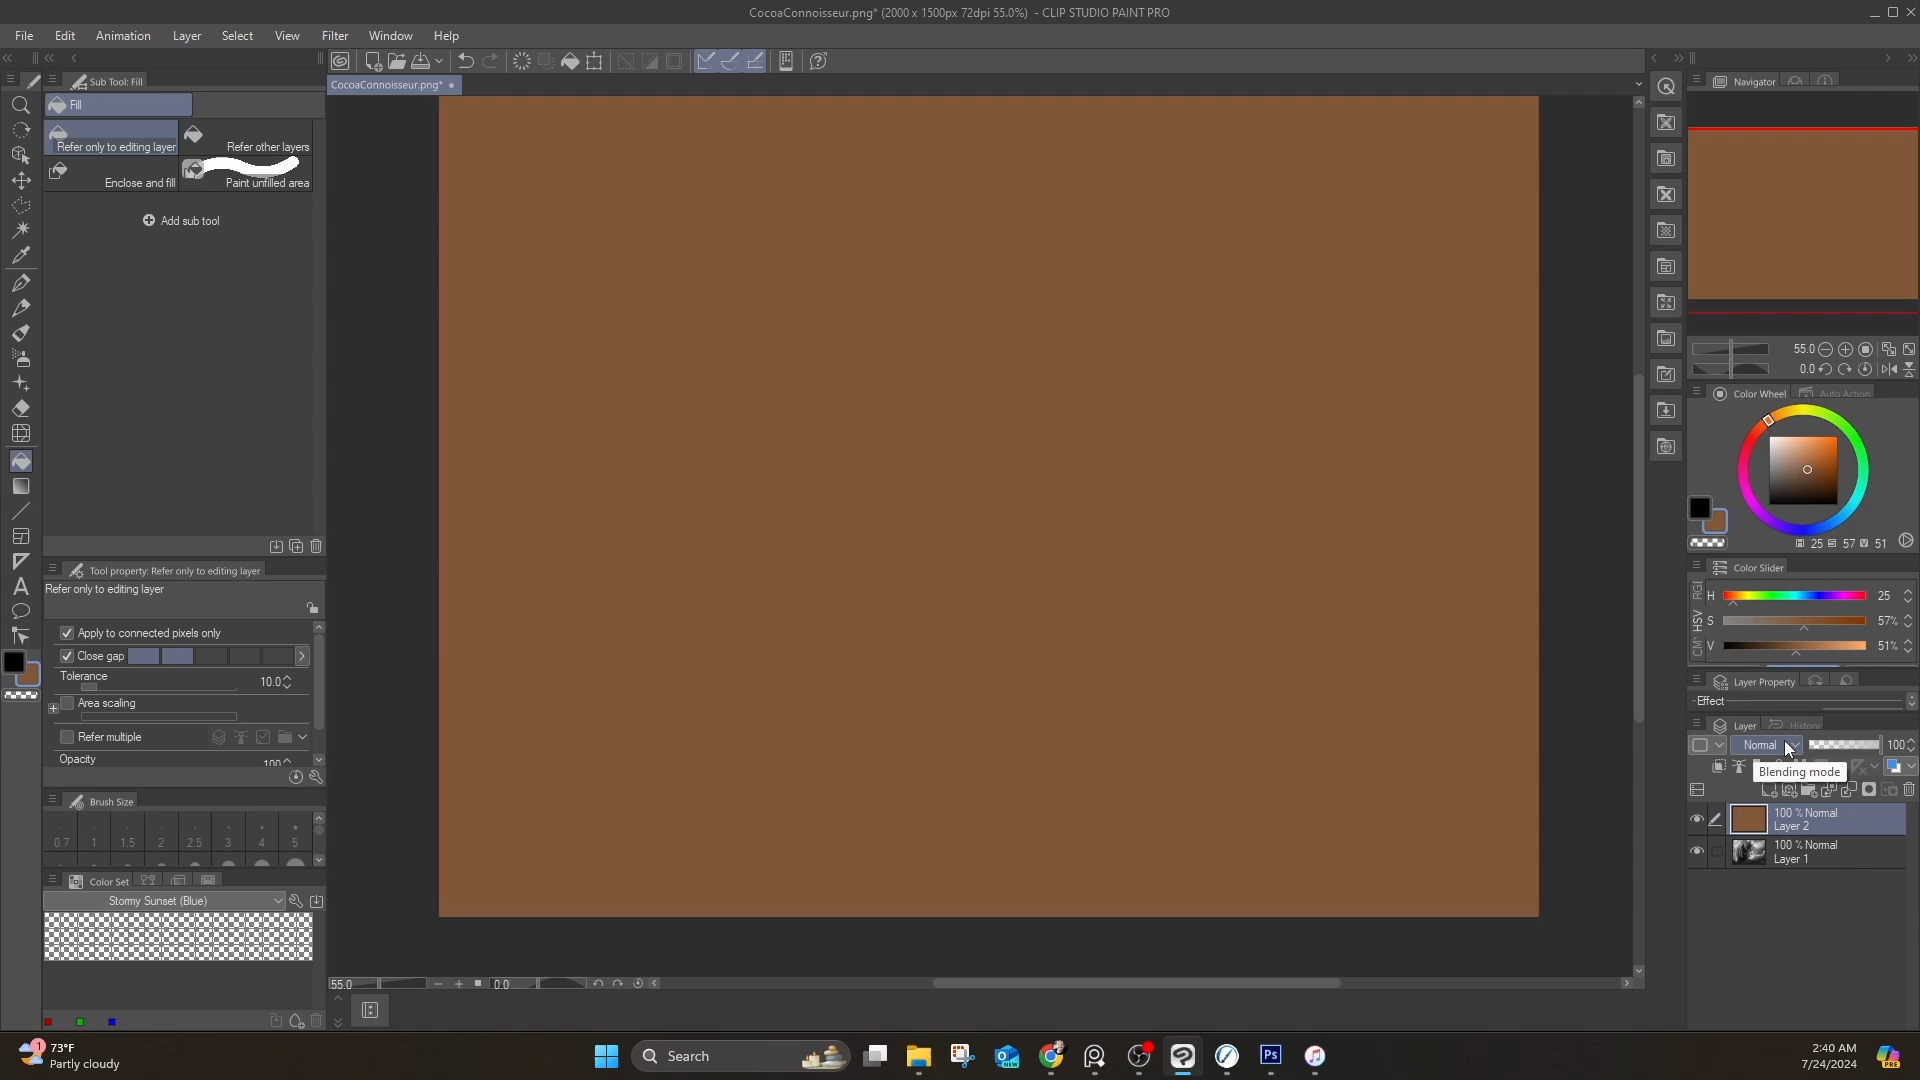 CocoaConnoisseur.png* (2000 x 1500px 72dpi 55.0%) - CLIP STUDIO PAINT PRO
File Edit Animation Layer Select View Filter Window Help
Sub Tool: Fill
CocoaConnoisseur.png*
Navigator
Fill
Refer only to editing layer
Refer other layers
Enclose and fill
Paint unfilled area
Add sub tool
55.0
0.0
Color Wheel
Auto Action
25 57 51
Tool property: Refer only to editing layer
Refer only to editing layer
Apply to connected pixels only
Close gap
Tolerance
10.0
Area scaling
Refer multiple
Opacity
100
Color Slider
HSV
H 25
S 57%
V 51%
Layer Property
Effect
Layer
History
Normal
100
Blending mode
100 % Normal
Layer 2
100 % Normal
Layer 1
Brush Size
0.7 1 1.5 2 2.5 3 4 5
Color Set
Stormy Sunset (Blue)
55.0
0.0
1
73°F
Partly cloudy
Search
NEW
Ps
2:40 AM
7/24/2024
PRE